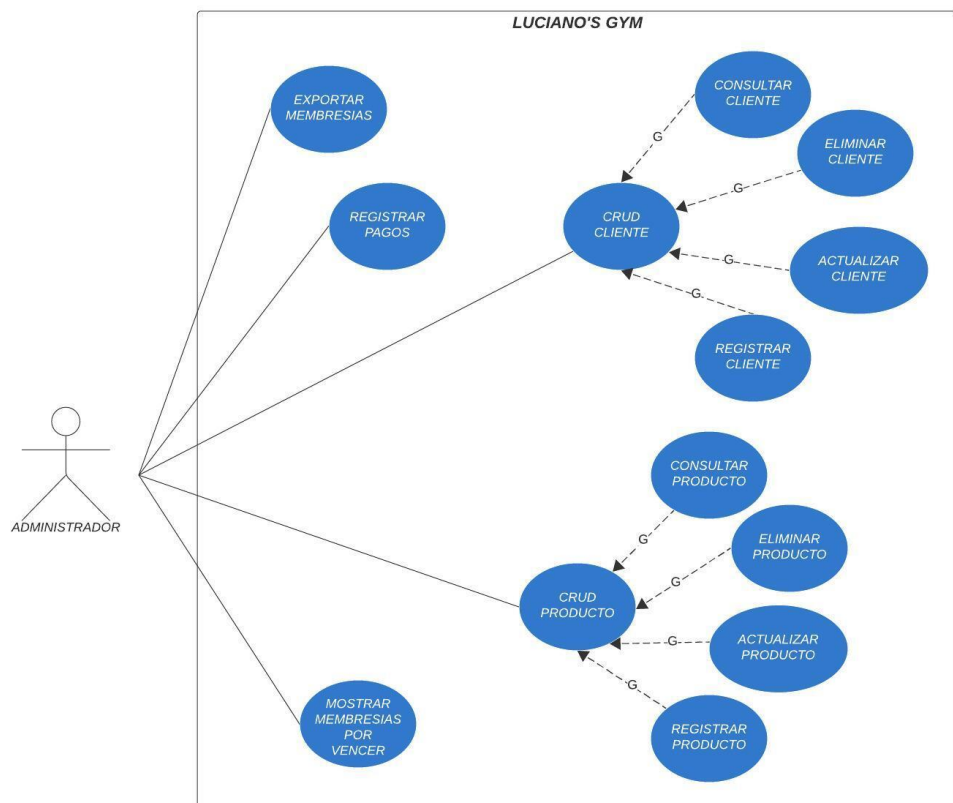 LUCIANO'S GYM
EXPORTAR
MEMBRESIAS
REGISTRAR
PAGOS
CONSULTAR
CLIENTE
G
ELIMINAR
CLIENTE
G
CRUD
CLIENTE
ACTUALIZAR
CLIENTE
G
G
REGISTRAR
CLIENTE
ADMINISTRADOR
CONSULTAR
PRODUCTO
G
ELIMINAR
PRODUCTO
G
CRUD
PRODUCTO
ACTUALIZAR
PRODUCTO
G
G
REGISTRAR
PRODUCTO
MOSTRAR
MEMBRESIAS
POR
VENCER